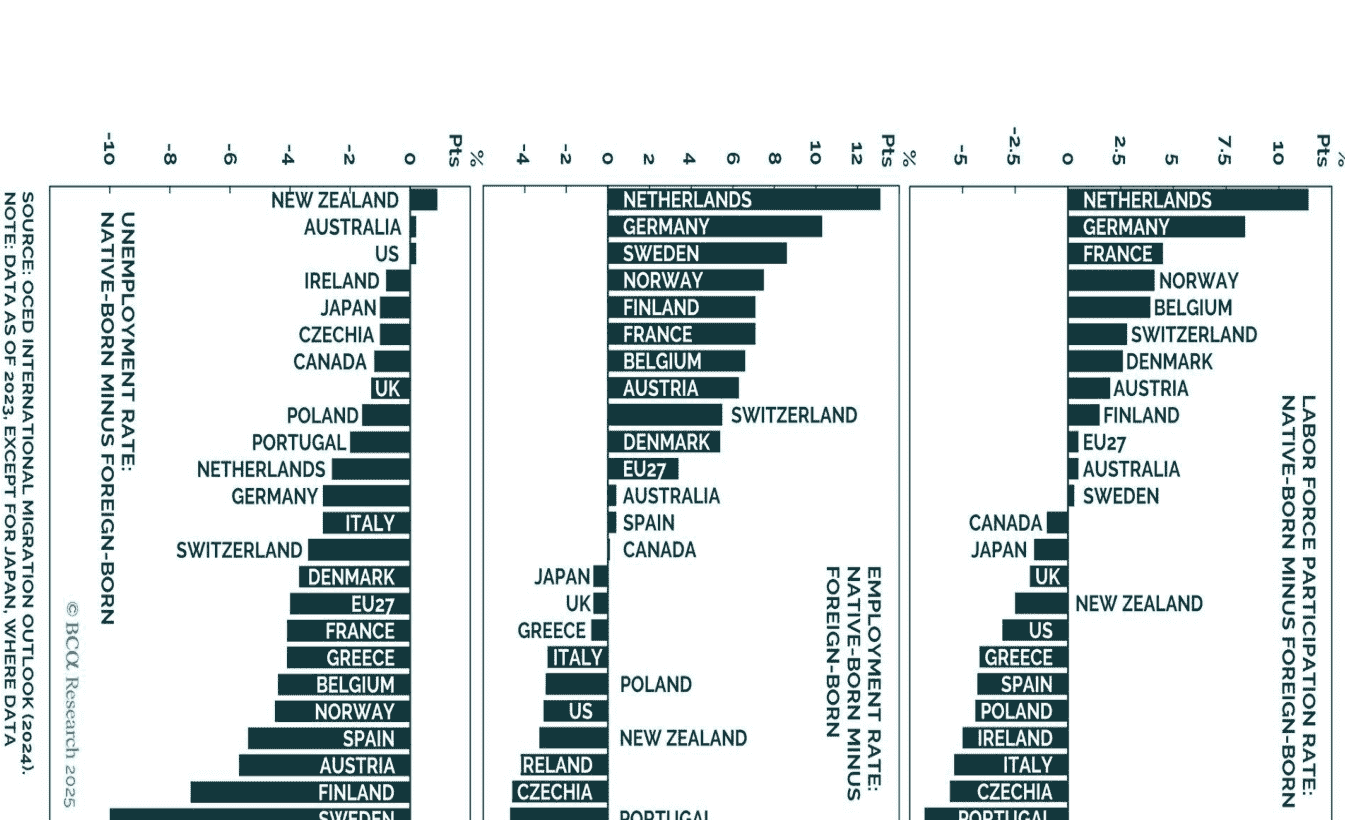 % Pts
10
7.5
5
2.5
0
-2.5
-5
LABOR FORCE PARTICIPATION RATE:
NATIVE-BORN MINUS FOREIGN-BORN
NETHERLANDS
GERMANY
FRANCE
NORWAY
BELGIUM
SWITZERLAND
DENMARK
AUSTRIA
FINLAND
EU27
AUSTRALIA
SWEDEN
CANADA
JAPAN
UK
NEW ZEALAND
US
GREECE
SPAIN
POLAND
IRELAND
ITALY
CZECHIA
PORTUGAL
% Pts
12
10
8
6
4
2
0
-2
-4
EMPLOYMENT RATE:
NATIVE-BORN MINUS
FOREIGN-BORN
NETHERLANDS
GERMANY
SWEDEN
NORWAY
FINLAND
FRANCE
BELGIUM
AUSTRIA
SWITZERLAND
DENMARK
EU27
AUSTRALIA
SPAIN
CANADA
JAPAN
UK
GREECE
ITALY
POLAND
US
NEW ZEALAND
RELAND
CZECHIA
PORTUGAL
% Pts
0
-2
-4
-6
-8
-10
NEW ZEALAND
AUSTRALIA
US
IRELAND
JAPAN
CZECHIA
CANADA
UK
POLAND
PORTUGAL
NETHERLANDS
GERMANY
ITALY
SWITZERLAND
DENMARK
EU27
FRANCE
GREECE
BELGIUM
NORWAY
SPAIN
AUSTRIA
FINLAND
SWEDEN
UNEMPLOYMENT RATE:
NATIVE-BORN MINUS FOREIGN-BORN
© BCα Research 2025
SOURCE: OCED INTERNATIONAL MIGRATION OUTLOOK (2024).
NOTE: DATA AS OF 2023, EXCEPT FOR JAPAN, WHERE DATA